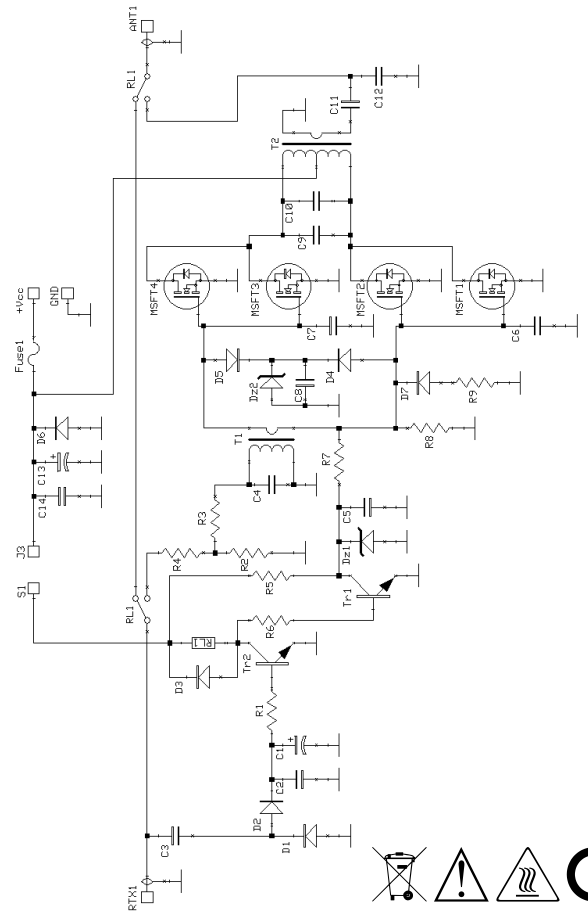 ANT1
RL1
C11
C12
T2
C10
C9
MSFT4
MSFT3
MSFT2
MSFT1
+Vcc
GND
Fuse1
C7
C6
D5
Dz2
C8
D4
D7
R9
D6
C13
+
C14
T1
R7
R8
C4
C5
Dz1
R3
R4
R2
J3
S1
RL1
R5
R6
Tr1
RL1
D3
Tr2
R1
C1
+
C2
D2
D1
C3
RTX1